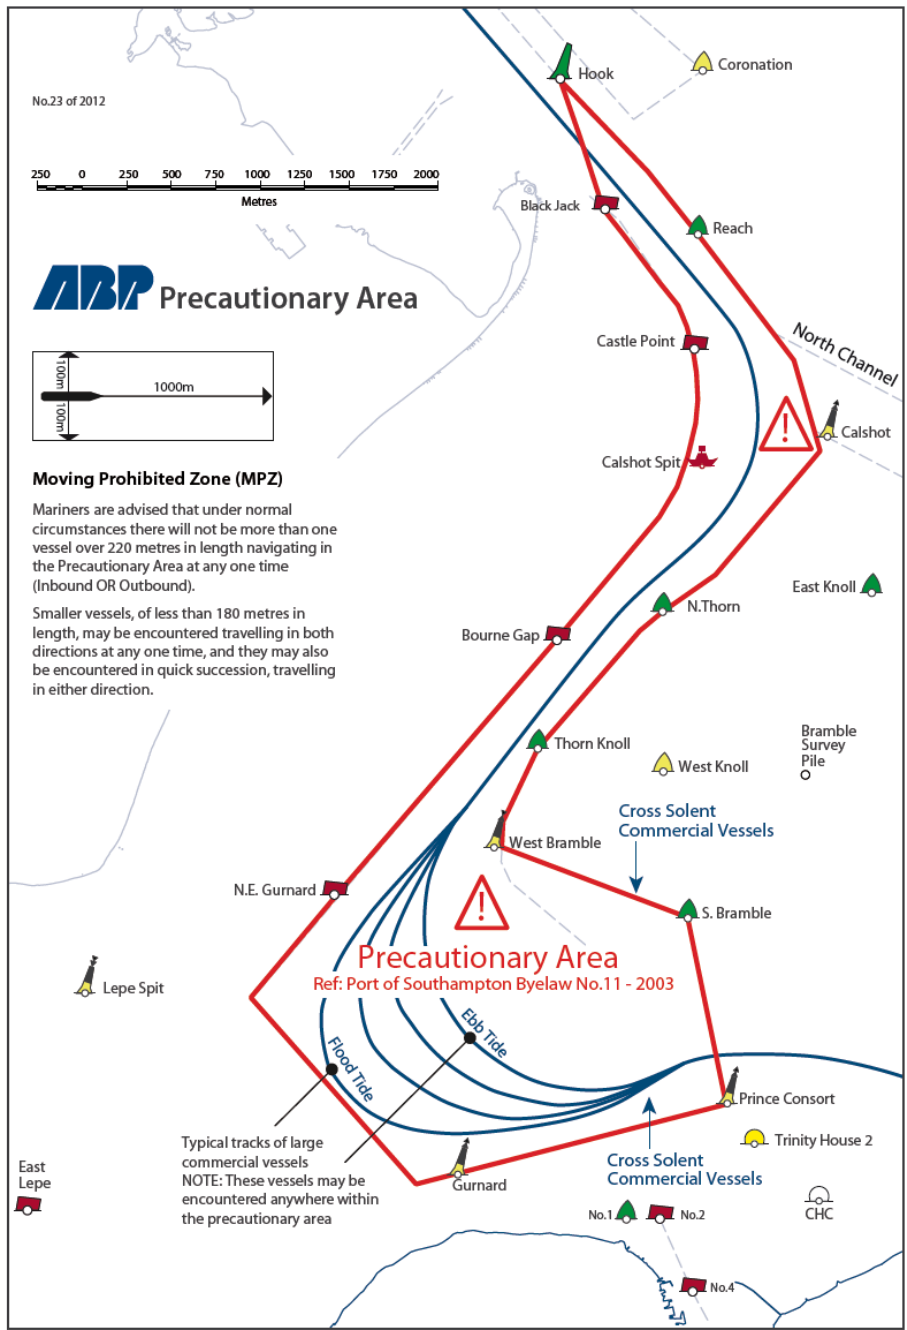 Hook
Coronation
No.23 of 2012
250 0 250 500 750 1000 1250 1500 1750 2000
Metres
Black Jack
Reach
ABP Precautionary Area
North Channel
Castle Point
100m
1000m
100m
Calshot
Calshot Spit
Moving Prohibited Zone (MPZ)
Mariners are advised that under normal
circumstances there will not be more than one
vessel over 220 metres in length navigating in
the Precautionary Area at any one time
(Inbound OR Outbound).
Smaller vessels, of less than 180 metres in
length, may be encountered travelling in both
directions at any one time, and they may also
be encountered in quick succession, travelling
in either direction.
East Knoll
N.Thorn
Bourne Gap
Thorn Knoll
West Knoll
Bramble
Survey
Pile
Cross Solent
Commercial Vessels
West Bramble
N.E. Gurnard
S. Bramble
!
!
Precautionary Area
Ref: Port of Southampton Byelaw No.11 - 2003
Lepe Spit
Ebb Tide
Flood Tide
Prince Consort
Trinity House 2
Typical tracks of large
commercial vessels
NOTE: These vessels may be
encountered anywhere within
the precautionary area
Cross Solent
Commercial Vessels
East
Lepe
Gurnard
No.1
No.2
CHC
No.4